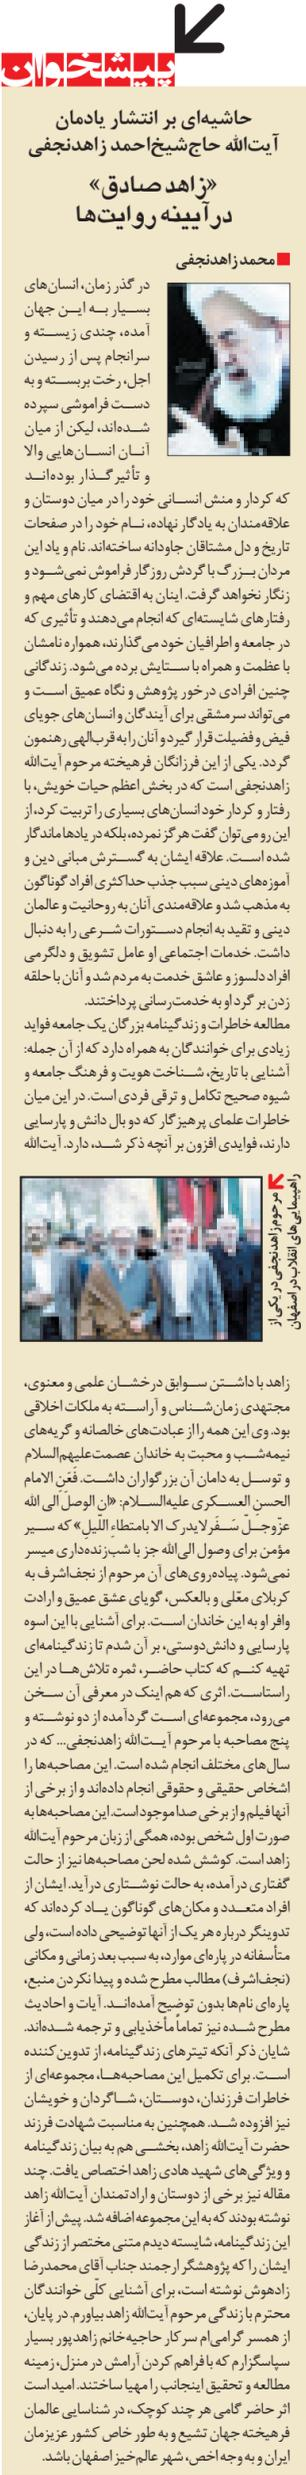 پیشخوان
حاشیه‌ای بر انتشار یادمان
آیت‌الله حاج‌شیخ‌احمد زاهدنجفی
«زاهد صادق»
در آیینه روایت‌ها
محمد زاهدنجفی
در گذر زمان، انسان‌های
بسیار به این جهان
آمده، چندی زیسته و
سرانجام پس از رسیدن
اجل، رخت بربسته و به
دست فراموشی سپرده
شده‌اند، لیکن از میان
آنان انسان‌هایی والا
و تأثیرگذار بوده‌اند
که کردار و منش انسانی خود را در میان دوستان و
علاقه‌مندان به یادگار نهاده، نام خود را در صفحات
تاریخ و دل مشتاقان جاودانه ساخته‌اند. نام و یاد این
مردان بزرگ با گردش روزگار فراموش نمی‌شود و
زنگار نخواهد گرفت. اینان به اقتضای کارهای مهم و
رفتارهای شایسته‌ای که انجام می‌دهند و تأثیری که
در جامعه و اطرافیان خود می‌گذارند، همواره نامشان
با عظمت و همراه با ستایش برده می‌شود. زندگانی
چنین افرادی درخور پژوهش و نگاه عمیق است و
می‌تواند سرمشقی برای آیندگان و انسان‌های جویای
فیض و فضیلت قرار گیرد و آنان را به قرب‌الهی رهنمون
گردد. یکی از این فرزانگان فرهیخته مرحوم آیت‌الله
زاهدنجفی است که در بخش اعظم حیات خویش، با
رفتار و کردار خود انسان‌های بسیاری را تربیت کرد، از
این رو می‌توان گفت هرگز نمرده، بلکه در یادها ماندگار
شده است. علاقه ایشان به گسترش مبانی دین و
آموزه‌های دینی سبب جذب حداکثری افراد گوناگون
به مذهب شد و علاقه‌مندی آنان به روحانیت و عالمان
دینی و تقید به انجام دستورات شرعی را به دنبال
داشت. خدمات اجتماعی او عامل تشویق و دلگرمی
افراد دلسوز و عاشق خدمت به مردم شد و آنان با حلقه
زدن بر گرد او به خدمت‌رسانی پرداختند.
مطالعه خاطرات و زندگینامه بزرگان یک جامعه فواید
زیادی برای خوانندگان به همراه دارد که از آن جمله:
آشنایی با تاریخ، شناخت هویت و فرهنگ جامعه و
شیوه صحیح تکامل و ترقی فردی است. در این میان
خاطرات علمای پرهیزگار که دو بال دانش و پارسایی
دارند، فوایدی افزون بر آنچه ذکر شد، دارد. آیت‌الله
مرحوم زاهدنجفی در یکی از
راهپیمایی‌های انقلاب در اصفهان
زاهد با داشتن سوابق درخشان علمی و معنوی،
مجتهدی زمان‌شناس و آراسته به ملکات اخلاقی
بود. وی این همه را از عبادت‌های خالصانه و گریه‌های
نیمه‌شب و محبت به خاندان عصمت‌علیهم‌السلام
و توسل به دامان آن بزرگواران داشت. فَعَنِ الامام
الحسن العسکری علیه‌السلام: «ان الوصل الی الله
عزّوجلّ سَفَر لا یدرک الا بامتطاءِ اللّیلِ» که سیر
مؤمن برای وصول الی‌الله جز با شب‌زنده‌داری میسر
نمی‌شود. پیاده‌روی‌های آن مرحوم از نجف‌اشرف به
کربلای معّلی و بالعکس، گویای عشق عمیق و ارادت
وافر او به این خاندان است. برای آشنایی با این اسوه
پارسایی و دانش‌دوستی، بر آن شدم تا زندگینامه‌ای
تهیه کنم که کتاب حاضر، ثمره تلاش‌ها در این
راستاست. اثری که هم اینک در معرفی آن سخن
می‌رود، مجموعه‌ای است گردآمده از دو نوشته و
پنج مصاحبه با مرحوم آیت‌الله زاهدنجفی... که در
سال‌های مختلف انجام شده است. این مصاحبه‌ها را
اشخاص حقیقی و حقوقی انجام داده‌اند و از برخی از
آنها فیلم و از برخی صدا موجود است. این مصاحبه‌ها به
صورت اول شخص بوده، همگی از زبان مرحوم آیت‌الله
زاهد است. کوشش شده لحن مصاحبه‌ها نیز از حالت
گفتاری درآمده، به حالت نوشتاری درآید. ایشان از
افراد متعدد و مکان‌های گوناگون یاد کرده‌اند که
تدوینگر درباره هر یک از آنها توضیحی داده است، ولی
متأسفانه در پاره‌ای موارد، به سبب بعد زمانی و مکانی
(نجف‌اشرف) مطالب مطرح شده و پیدا نکردن منبع،
پاره‌ای نام‌ها بدون توضیح آمده‌اند. آیات و احادیث
مطرح شده نیز تماماً مأخذیابی و ترجمه شده‌اند.
شایان ذکر آنکه تیترهای زندگینامه، از تدوین‌کننده
است. برای تکمیل این مصاحبه‌ها، مجموعه‌ای از
خاطرات فرزندان، دوستان، شاگردان و خویشان
نیز افزوده شد. همچنین به مناسبت شهادت فرزند
حضرت آیت‌الله زاهد، بخشی هم به بیان زندگینامه
و ویژگی‌های شهید هادی زاهد اختصاص یافت. چند
مقاله نیز برخی از دوستان و ارادتمندان آیت‌الله زاهد
نوشته بودند که به این مجموعه اضافه شد. پیش از آغاز
این زندگینامه، شایسته دیدم متنی مختصر از زندگی
ایشان را که پژوهشگر ارجمند جناب آقای محمدرضا
زادهوش نوشته است، برای آشنایی کلّی خوانندگان
محترم با زندگی مرحوم آیت‌الله زاهد بیاورم. در پایان،
از همسر گرامی‌ام سرکار حاجیه‌خانم زاهدپور بسیار
سپاسگزارم که با فراهم کردن آرامش در منزل، زمینه
مطالعه و تحقیق اینجانب را مهیا ساختند. امید است
اثر حاضر گامی هر چند کوچک، در شناسایی عالمان
فرهیخته جهان تشیع و به طور خاص کشور عزیزمان
ایران و به وجه اخص، شهر عالم‌خیز اصفهان باشد.